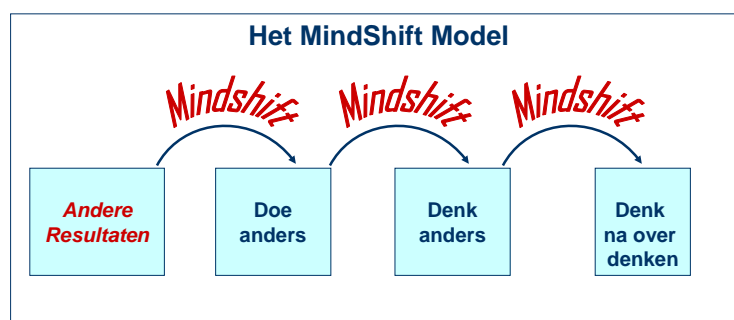 Het MindShift Model
Mindshift
Mindshift
Mindshift
Andere
Resultaten
Doe
anders
Denk
anders
Denk
na over
denken